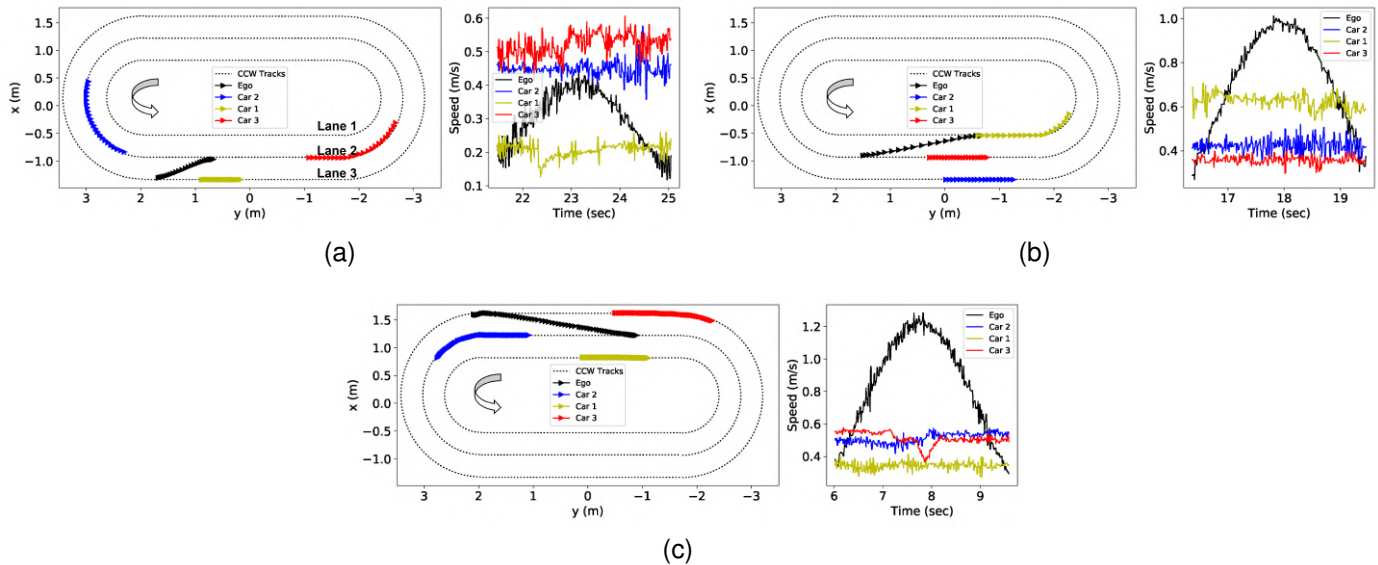 1.5
1.0
0.5
0.0
−0.5
−1.0
x (m)
CCW Tracks
Ego
Car 2
Car 1
Car 3
Lane 1
Lane 2
Lane 3
3 2 1 0 −1 −2 −3
y (m)
0.6
0.5
0.4
0.3
0.2
0.1
Speed (m/s)
Ego
Car 2
Car 1
Car 3
22 23 24 25
Time (sec)
(a)
1.5
1.0
0.5
0.0
−0.5
−1.0
x (m)
CCW Tracks
Ego
Car 2
Car 1
Car 3
3 2 1 0 −1 −2 −3
y (m)
1.0
0.8
0.6
0.4
Speed (m/s)
Ego
Car 2
Car 1
Car 3
17 18 19
Time (sec)
(b)
1.5
1.0
0.5
0.0
−0.5
−1.0
x (m)
CCW Tracks
Ego
Car 2
Car 1
Car 3
3 2 1 0 −1 −2 −3
y (m)
1.2
1.0
0.8
0.6
0.4
Speed (m/s)
Ego
Car 2
Car 1
Car 3
6 7 8 9
Time (sec)
(c)